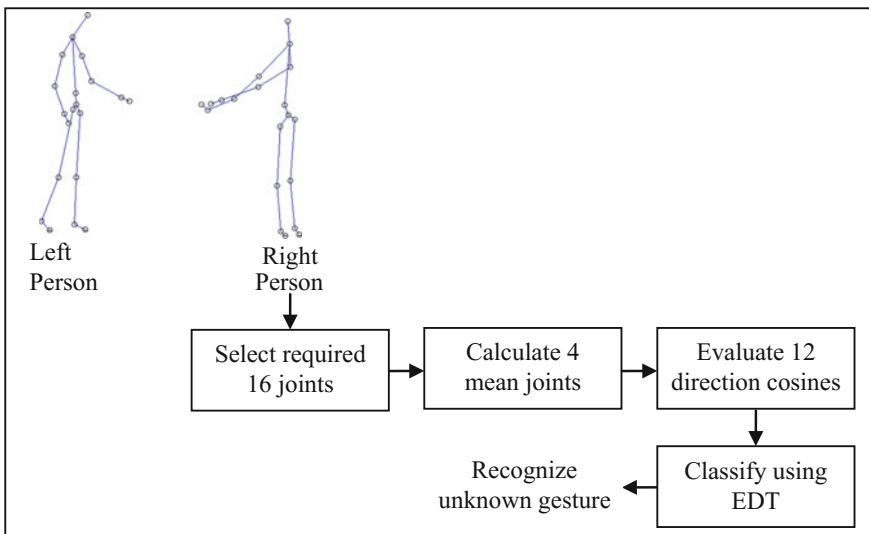 Left
Person
Right
Person
Select required
16 joints
Calculate 4
mean joints
Evaluate 12
direction cosines
Classify using
EDT
Recognize
unknown gesture